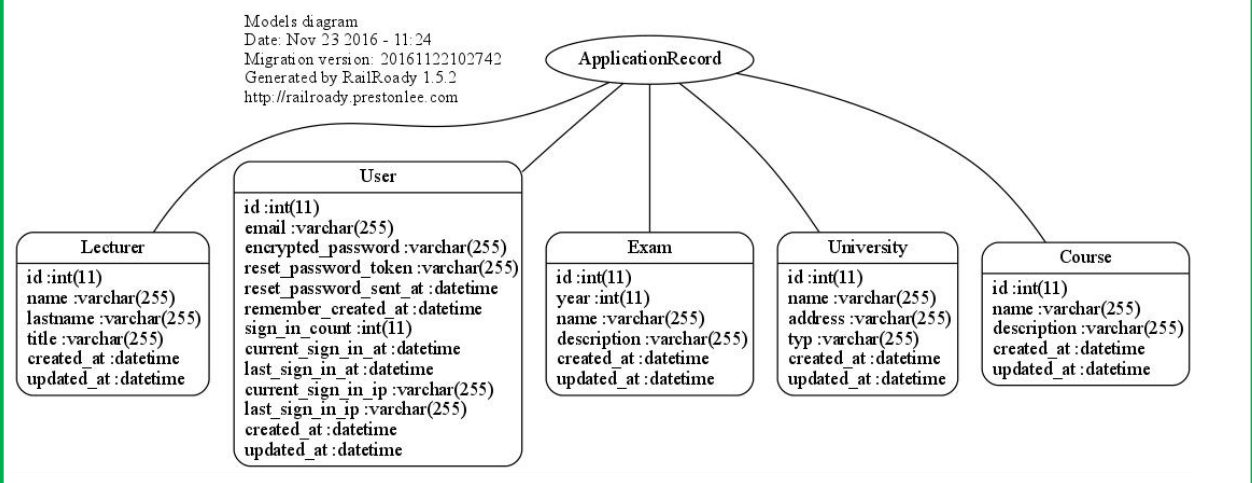 Models diagram
Date: Nov 23 2016 - 11:24
Migration version: 20161122102742
Generated by RailRoady 1.5.2
http://railroady.prestonlee.com
ApplicationRecord
Lecturer
id :int(11)
name :varchar(255)
lastname :varchar(255)
title :varchar(255)
created_at :datetime
updated_at :datetime
User
id :int(11)
email :varchar(255)
encrypted_password :varchar(255)
reset_password_token :varchar(255)
reset_password_sent_at :datetime
remember_created_at :datetime
sign_in_count :int(11)
current_sign_in_at :datetime
last_sign_in_at :datetime
current_sign_in_ip :varchar(255)
last_sign_in_ip :varchar(255)
created_at :datetime
updated_at :datetime
Exam
id :int(11)
year :int(11)
name :varchar(255)
description :varchar(255)
created_at :datetime
updated_at :datetime
University
id :int(11)
name :varchar(255)
address :varchar(255)
typ :varchar(255)
created_at :datetime
updated_at :datetime
Course
id :int(11)
name :varchar(255)
description :varchar(255)
created_at :datetime
updated_at :datetime